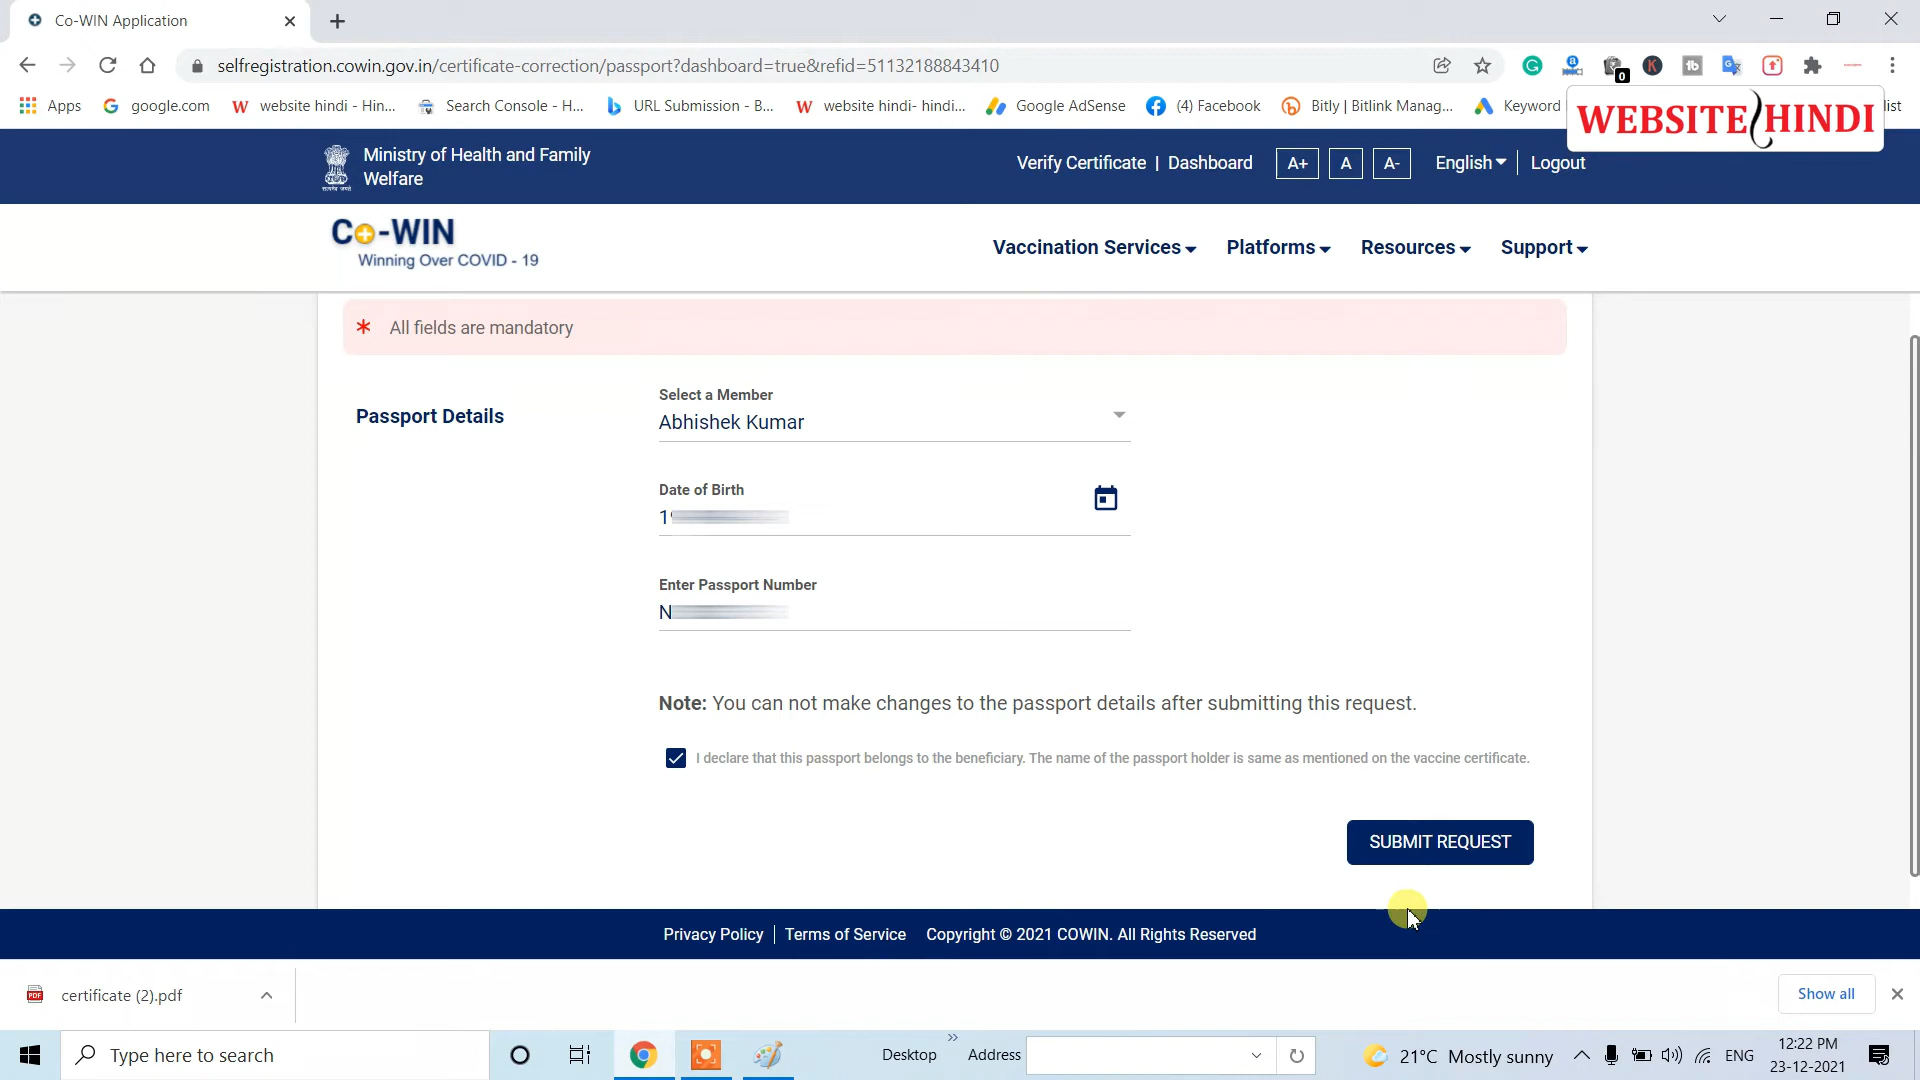 Co-WIN Application
selfregistration.cowin.gov.in/certificate-correction/passport?dashboard=true&refid=51132188843410
Apps google.com website hindi - Hin... Search Console - H... URL Submission - B... website hindi- hindi... Google AdSense (4) Facebook Bitly | Bitlink Manag... Keyword list
WEBSITE HINDI
Ministry of Health and Family
Welfare
Verify Certificate | Dashboard A+ A A- English Logout
Co-WIN
Winning Over COVID - 19
Vaccination Services Platforms Resources Support
* All fields are mandatory
Passport Details
Select a Member
Abhishek Kumar
Date of Birth
Enter Passport Number
N
Note: You can not make changes to the passport details after submitting this request.
I declare that this passport belongs to the beneficiary. The name of the passport holder is same as mentioned on the vaccine certificate.
SUBMIT REQUEST
Privacy Policy | Terms of Service Copyright © 2021 COWIN. All Rights Reserved
certificate (2).pdf
Show all
Type here to search
Desktop
Address
21°C Mostly sunny
ENG
12:22 PM
23-12-2021